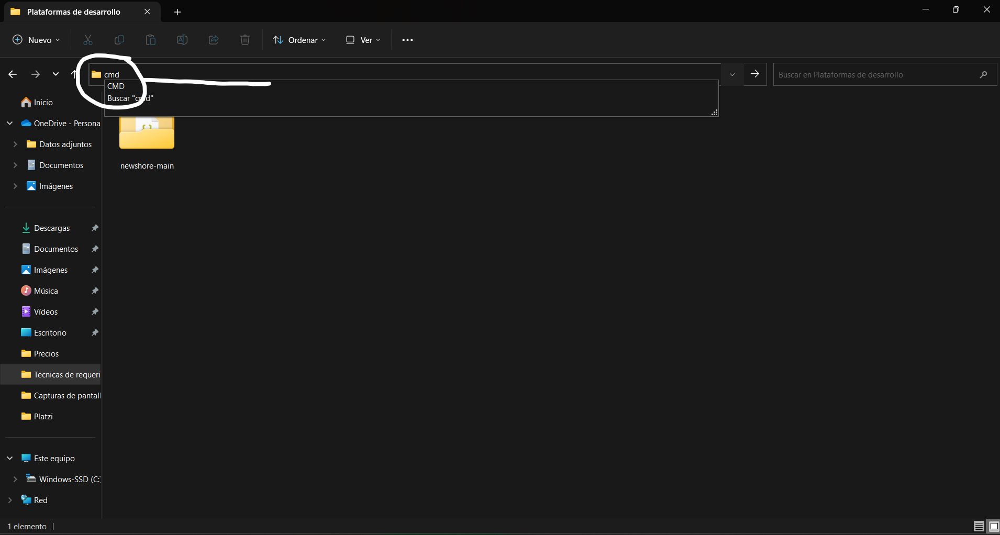 Plataformas de desarrollo
Nuevo
Ordenar
Ver
cmd
Buscar en Plataformas de desarrollo
CMD
Buscar "cmd"
Inicio
OneDrive - Persona
Datos adjuntos
Documentos
Imágenes
newshore-main
Descargas
Documentos
Imágenes
Música
Vídeos
Escritorio
Precios
Tecnicas de requeri
Capturas de pantall
Platzi
Este equipo
Windows-SSD (C:)
Red
1 elemento